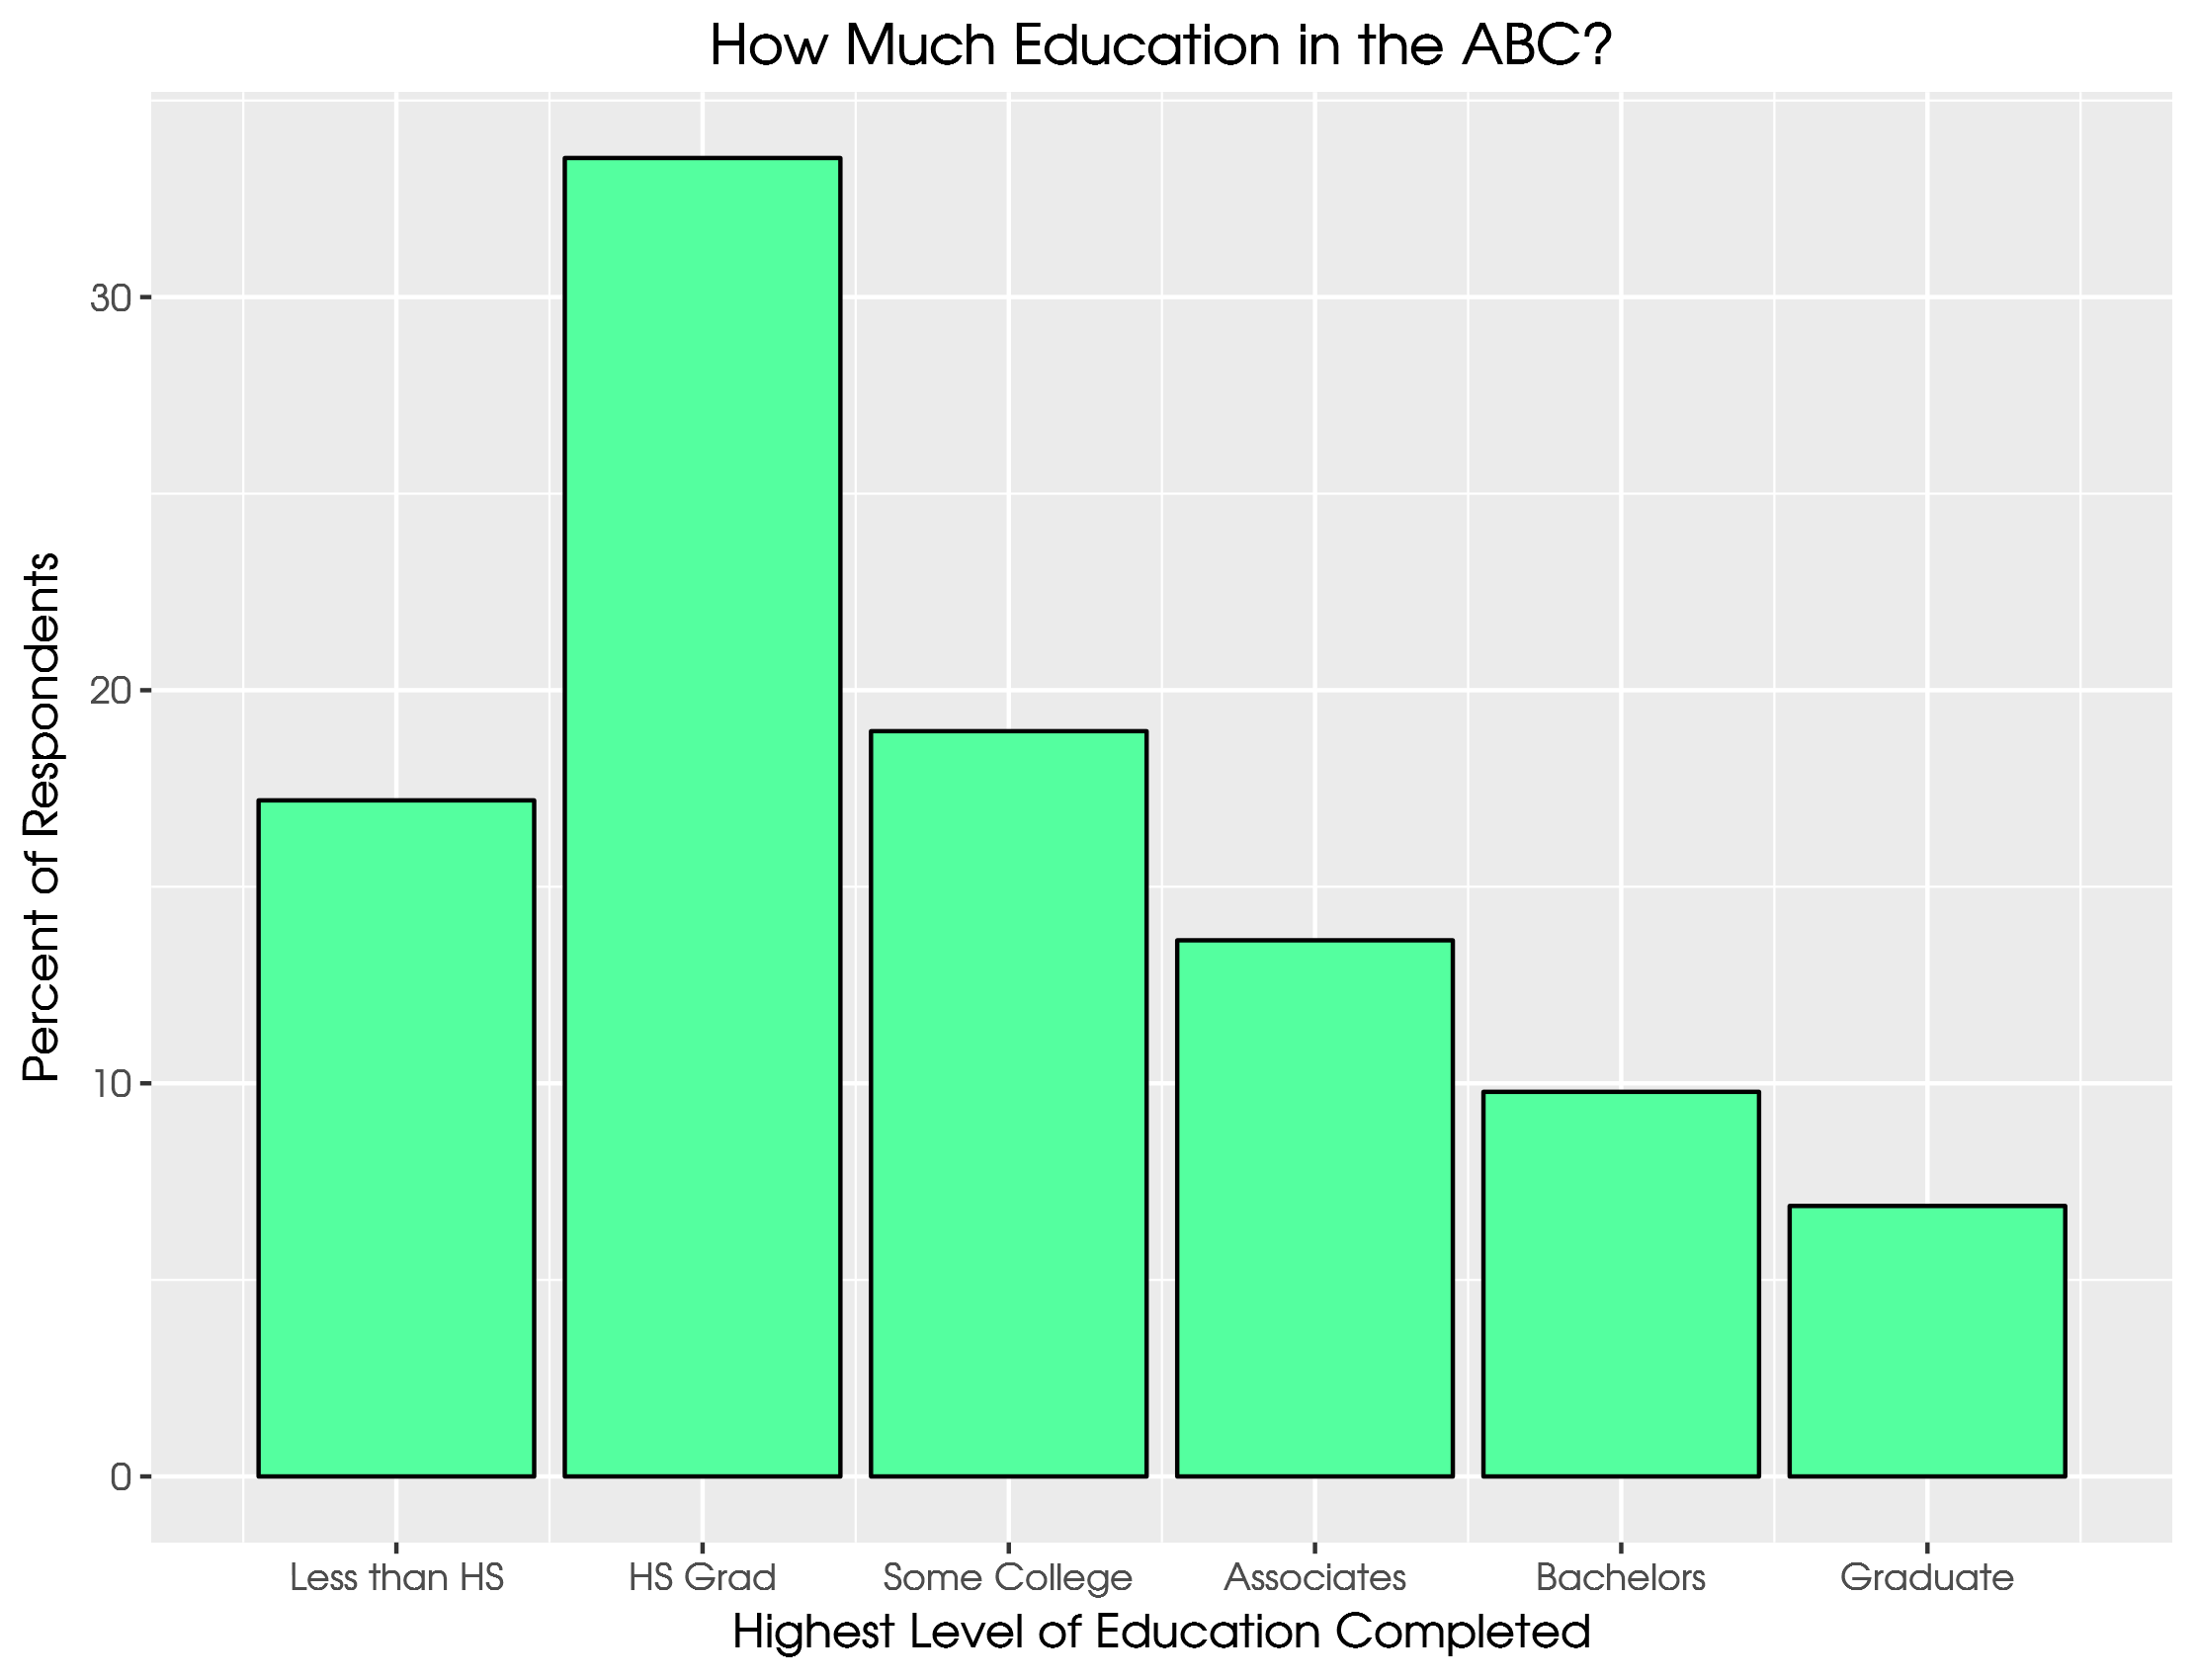 How Much Education in the ABC?
Percent of Respondents
30
20
10
0
Less than HS
HS Grad
Some College
Associates
Bachelors
Graduate
Highest Level of Education Completed